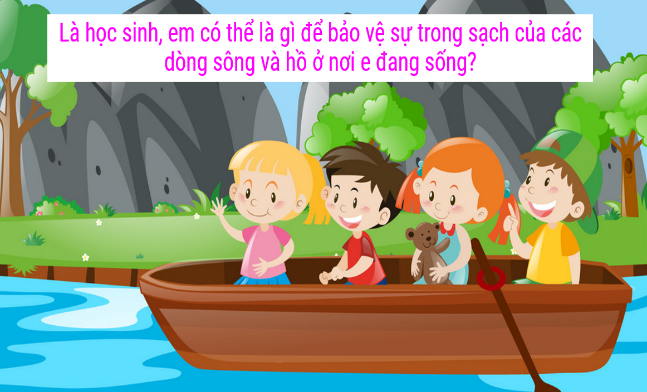 Là học sinh, em có thể là gì để bảo vệ sự trong sạch của các
dòng sông và hồ ở nơi e đang sống?